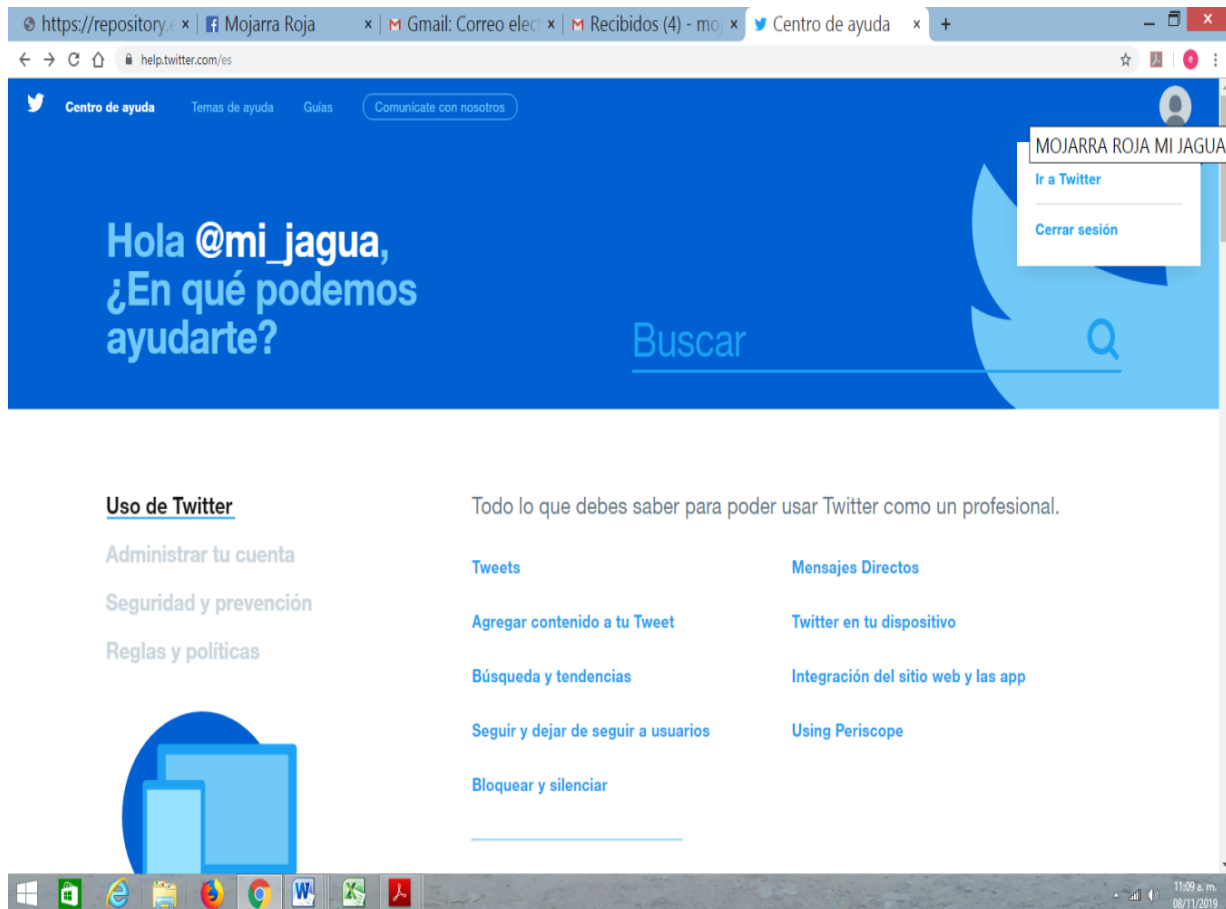 https://repository.e
Mojarra Roja
Gmail: Correo elect
Recibidos (4) - moj
Centro de ayuda
help.twitter.com/es
Centro de ayuda
Temas de ayuda
Guías
Comunícate con nosotros
MOJARRA ROJA MI JAGUA
Ir a Twitter
Cerrar sesión
Hola @mi_jagua,
¿En qué podemos
ayudarte?
Buscar
Uso de Twitter
Administrar tu cuenta
Seguridad y prevención
Reglas y políticas
Todo lo que debes saber para poder usar Twitter como un profesional.
Tweets
Mensajes Directos
Agregar contenido a tu Tweet
Twitter en tu dispositivo
Búsqueda y tendencias
Integración del sitio web y las app
Seguir y dejar de seguir a usuarios
Using Periscope
Bloquear y silenciar
11:09 a. m.
08/11/2019